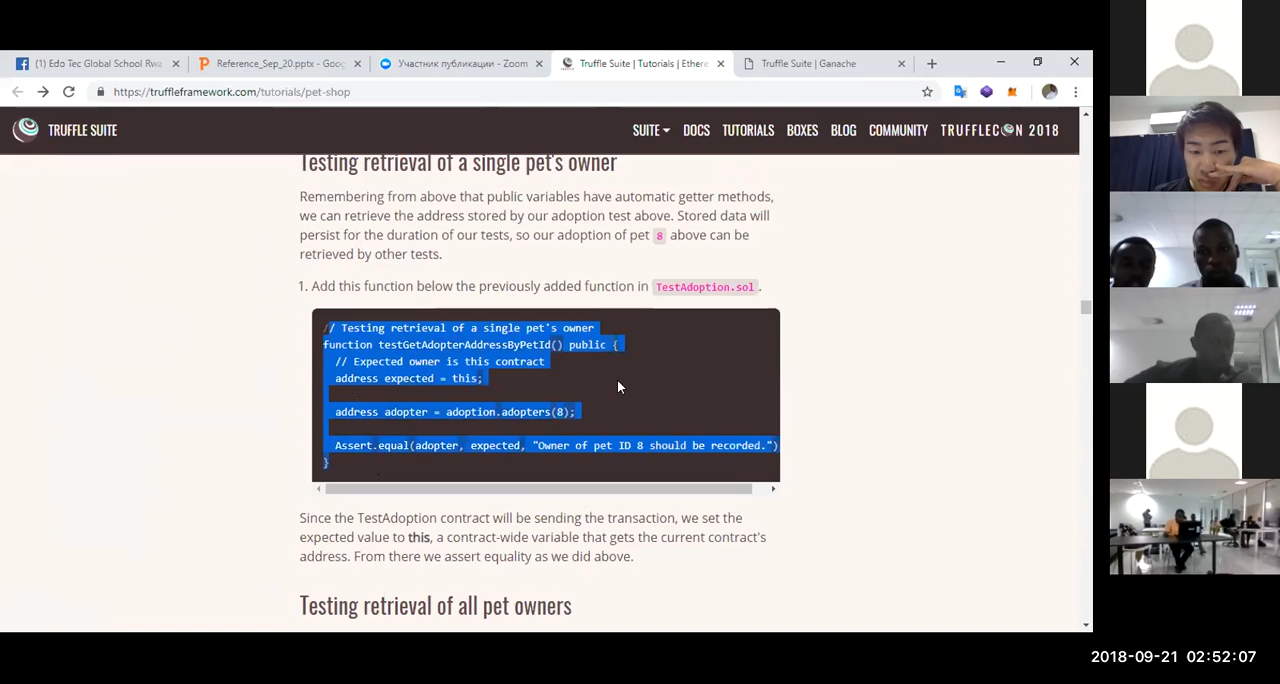 (1) Edo Tec Global School Rwa
Reference_Sep_20.pptx - Goo
Участник публикации - Zoom
Truffle Suite | Tutorials | Ethere
Truffle Suite | Ganache
https://truffleframework.com/tutorials/pet-shop
TRUFFLE SUITE
SUITE
DOCS
TUTORIALS
BOXES
BLOG
COMMUNITY
TRUFFLECON 2018
Testing retrieval of a single pet's owner
Remembering from above that public variables have automatic getter methods,
we can retrieve the address stored by our adoption test above. Stored data will
persist for the duration of our tests, so our adoption of pet 8 above can be
retrieved by other tests.
1. Add this function below the previously added function in TestAdoption.sol.
// Testing retrieval of a single pet's owner
function testGetAdopterAddressByPetId() public {
// Expected owner is this contract
address expected = this;
address adopter = adoption.adopters(8);
Assert.equal(adopter, expected, "Owner of pet ID 8 should be recorded.")
}
Since the TestAdoption contract will be sending the transaction, we set the
expected value to this, a contract-wide variable that gets the current contract's
address. From there we assert equality as we did above.
Testing retrieval of all pet owners
2018-09-21 02:52:07